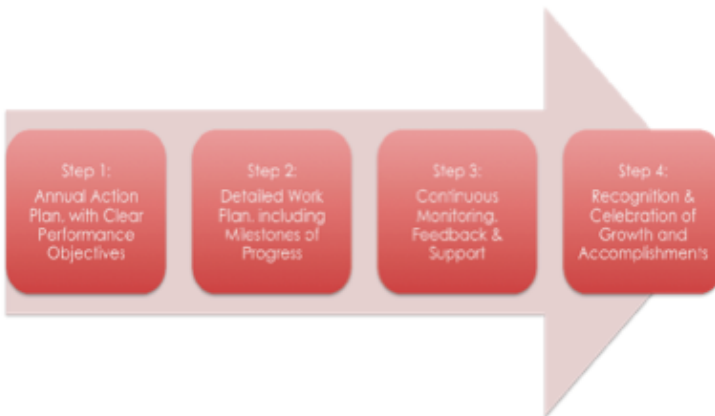 Step 1:
Annual Action
Plan, with Clear
Performance
Objectives
Step 2:
Detailed Work
Plan, including
Milestones of
Progress
Step 3:
Continuous
Monitoring,
Feedback &
Support
Step 4:
Recognition &
Celebration of
Growth and
Accomplishments